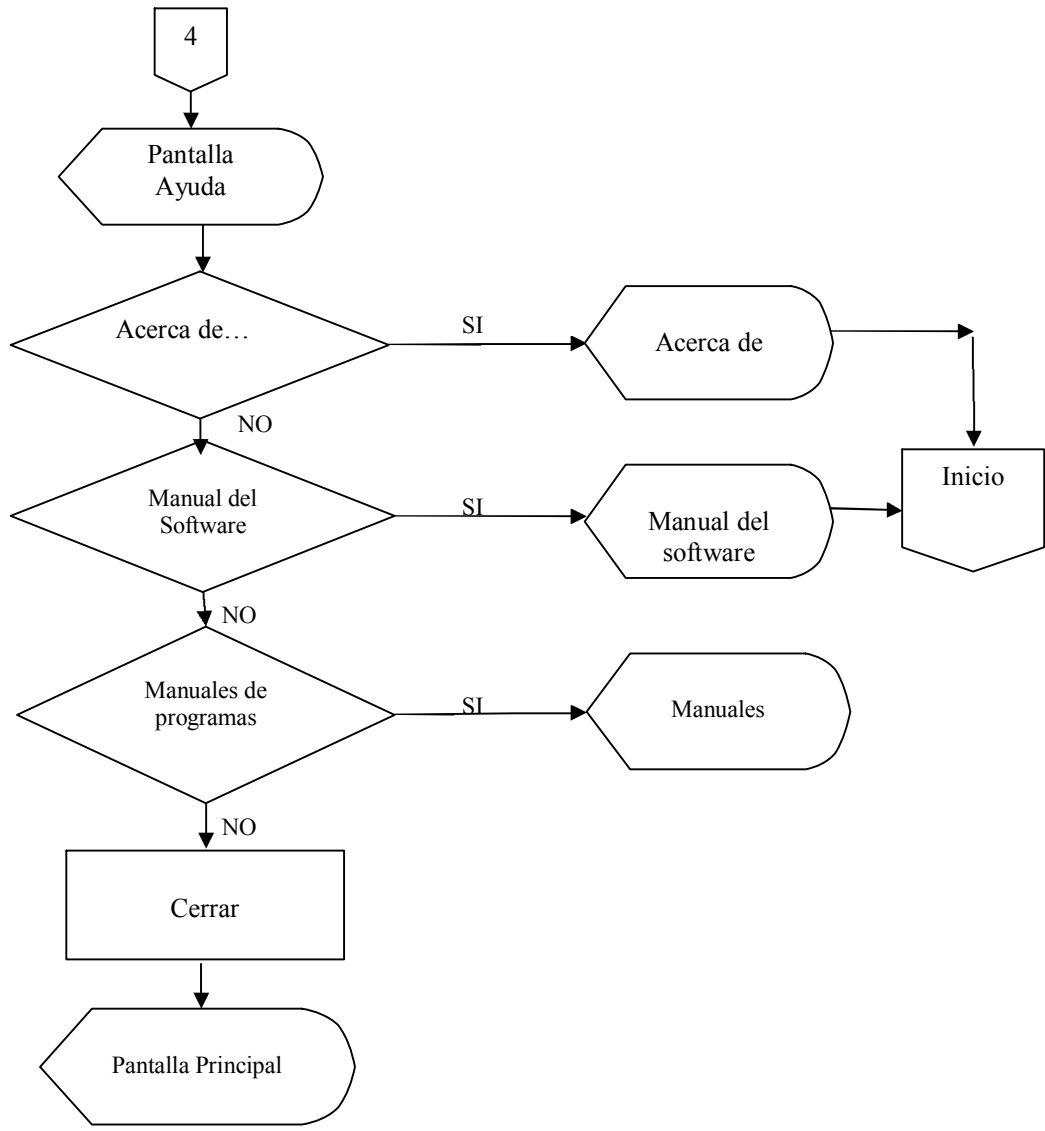 4
Pantalla
Ayuda
Acerca de…
SI
Acerca de
NO
Inicio
Manual del
Software
SI
Manual del
software
NO
Manuales de
programas
SI
Manuales
NO
Cerrar
Pantalla Principal